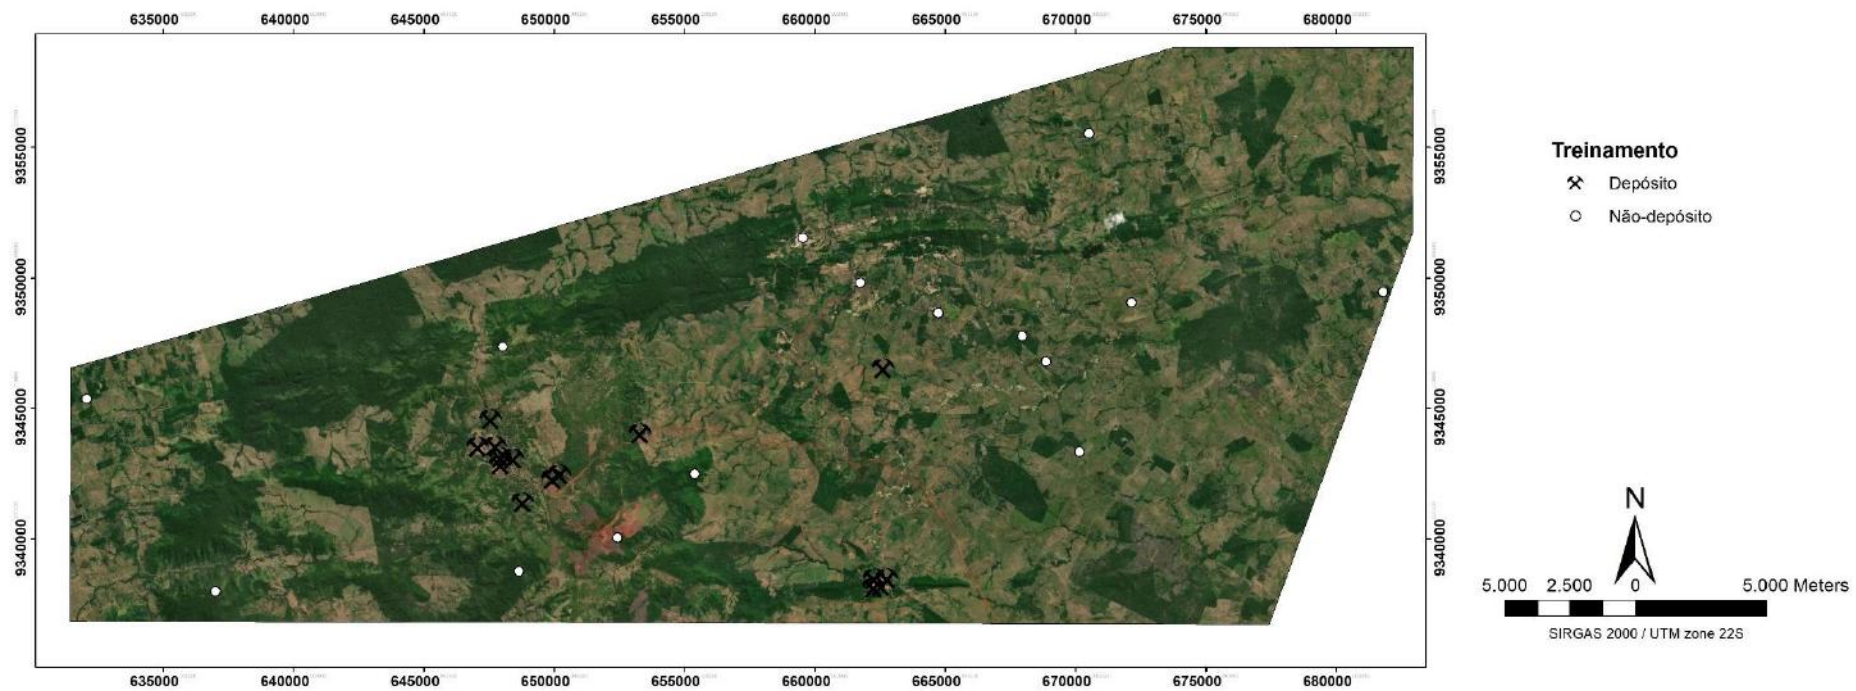 635000 640000 645000 650000 655000 660000 665000 670000 675000 680000
9355000 9355000
9350000 9350000
9345000 9345000
9340000 9340000
635000 640000 645000 650000 655000 660000 665000 670000 675000 680000
Treinamento
Depósito
Não-depósito
N
5.000 2.500 0 5.000 Meters
SIRGAS 2000 / UTM zone 22S